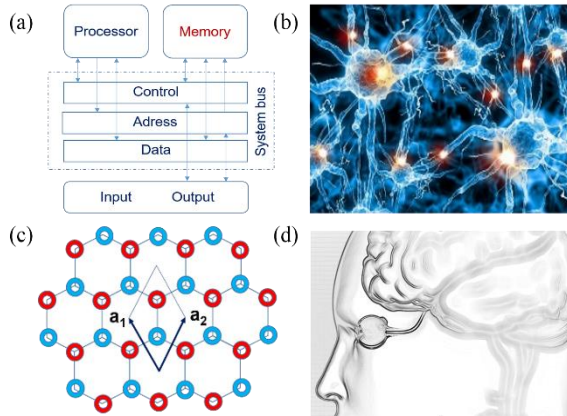 (a)
Processor
Memory
Control
Adress
Data
System bus
Input Output
(b)
(c)
a1
a2
(d)